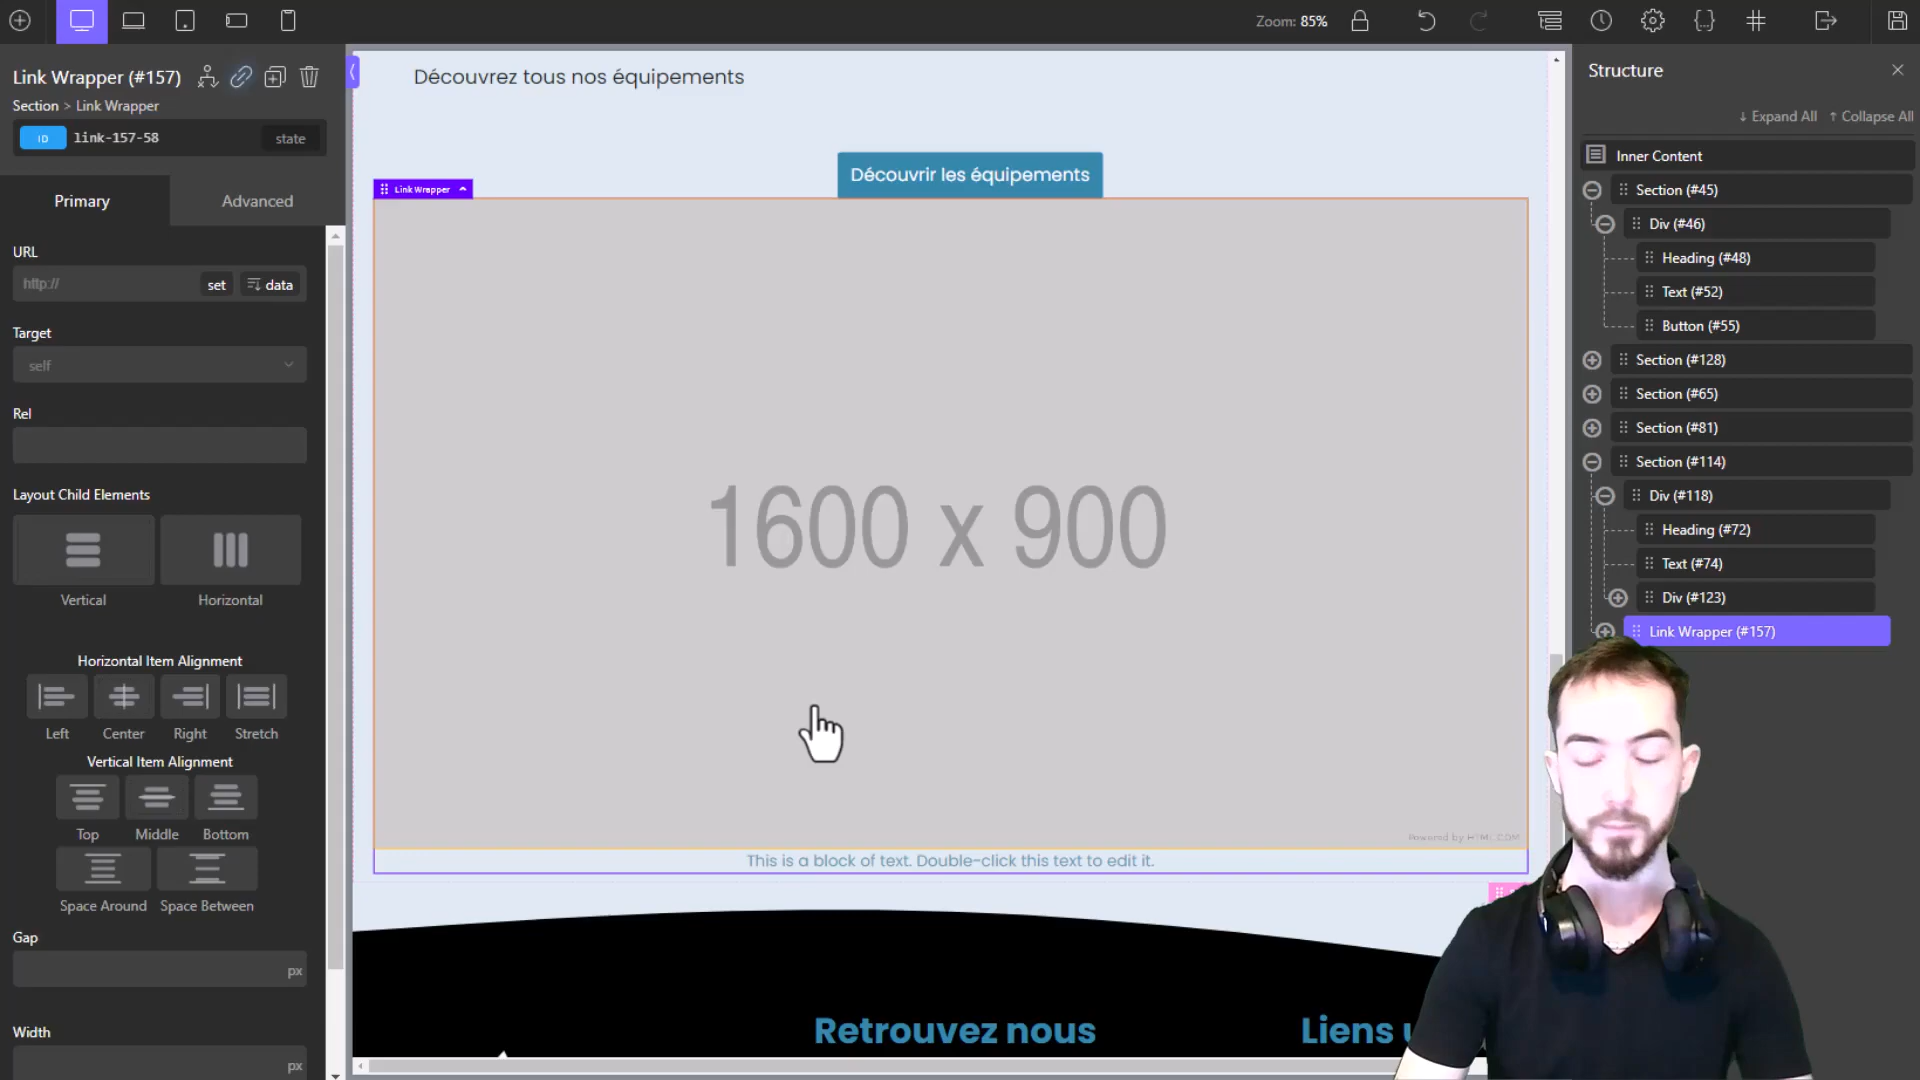 Zoom: 85%
Link Wrapper (#157)
Section > Link Wrapper
ID link-157-58 state
Primary Advanced
URL
http:// set data
Target
self
Rel
Layout Child Elements
Vertical Horizontal
Horizontal Item Alignment
Left Center Right Stretch
Vertical Item Alignment
Top Middle Bottom
Space Around Space Between
Gap
px
Width
px
Découvrez tous nos équipements
Découvrir les équipements
Link Wrapper
1600 x 900
Powered by HTML.COM
This is a block of text. Double-click this text to edit it.
Retrouvez nous
Liens
Structure
Expand All Collapse All
Inner Content
Section (#45)
Div (#46)
Heading (#48)
Text (#52)
Button (#55)
Section (#128)
Section (#65)
Section (#81)
Section (#114)
Div (#118)
Heading (#72)
Text (#74)
Div (#123)
Link Wrapper (#157)